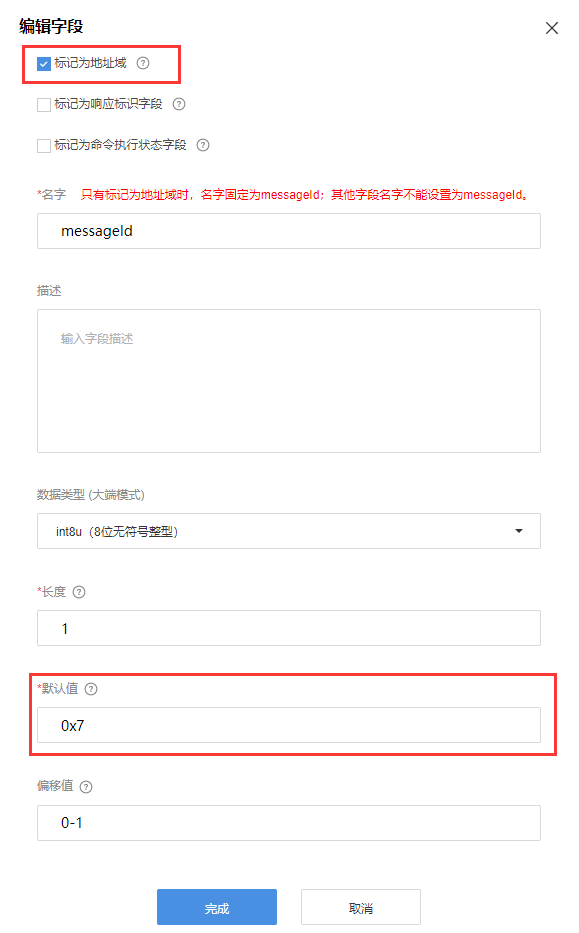 编辑字段
标记为地址域
标记为响应标识字段
标记为命令执行状态字段
*名字 只有标记为地址域时，名字固定为messageId；其他字段名字不能设置为messageId。
messageId
描述
输入字段描述
数据类型 (大端模式)
int8u（8位无符号整型）
*长度
1
*默认值
0x7
偏移值
0-1
完成 取消